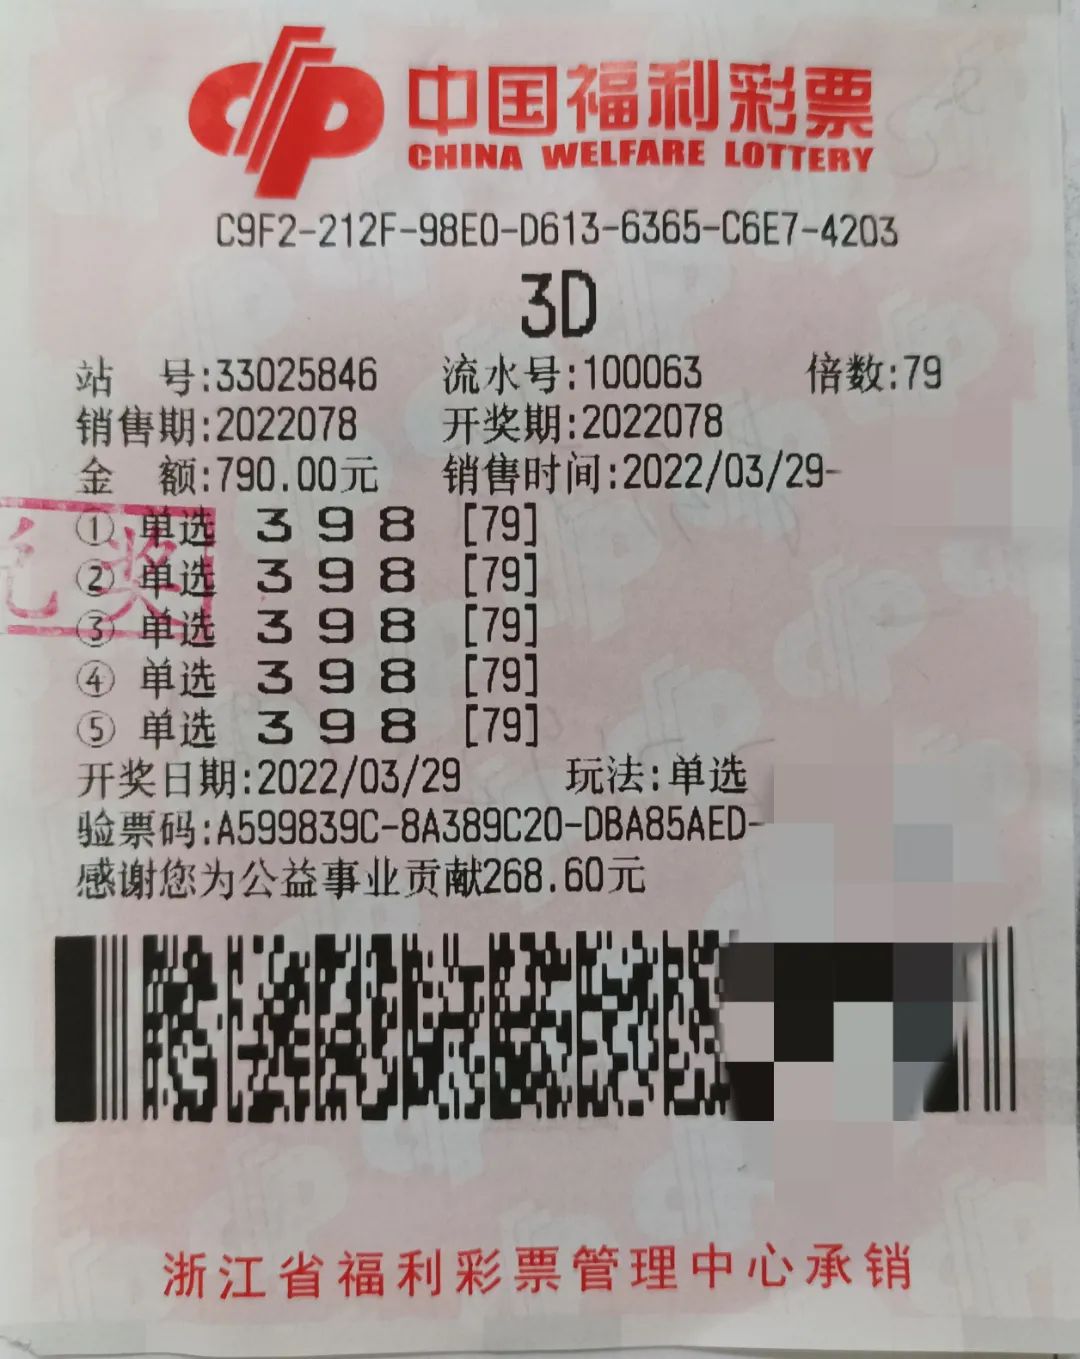 中国福利彩票
CHINA WELFARE LOTTERY
C9F2-212F-98E0-D613-6365-C6E7-4203
3D
站 号:33025846 流水号:100063 倍数:79
销售期:2022078 开奖期:2022078
金 额:790.00元 销售时间:2022/03/29-
① 单选 3 9 8 [79]
② 单选 3 9 8 [79]
③ 单选 3 9 8 [79]
④ 单选 3 9 8 [79]
⑤ 单选 3 9 8 [79]
兑奖
开奖日期:2022/03/29 玩法:单选
验票码:A599839C-8A389C20-DBA85AED-
感谢您为公益事业贡献268.60元
浙江省福利彩票管理中心承销